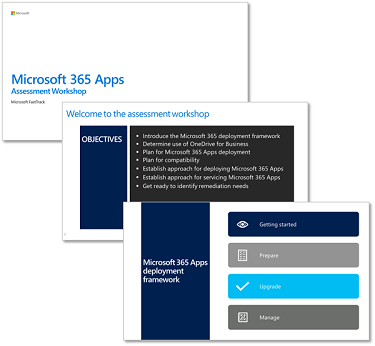 Microsoft
Microsoft 365 Apps
Assessment Workshop
Microsoft FastTrack
Welcome to the assessment workshop
OBJECTIVES
• Introduce the Microsoft 365 deployment framework
• Determine use of OneDrive for Business
• Plan for Microsoft 365 Apps deployment
• Plan for compatibility
• Establish approach for deploying Microsoft 365 Apps
• Establish approach for servicing Microsoft 365 Apps
• Get ready to identify remediation needs
Microsoft 365 Apps
deployment
framework
Getting started
Prepare
Upgrade
Manage